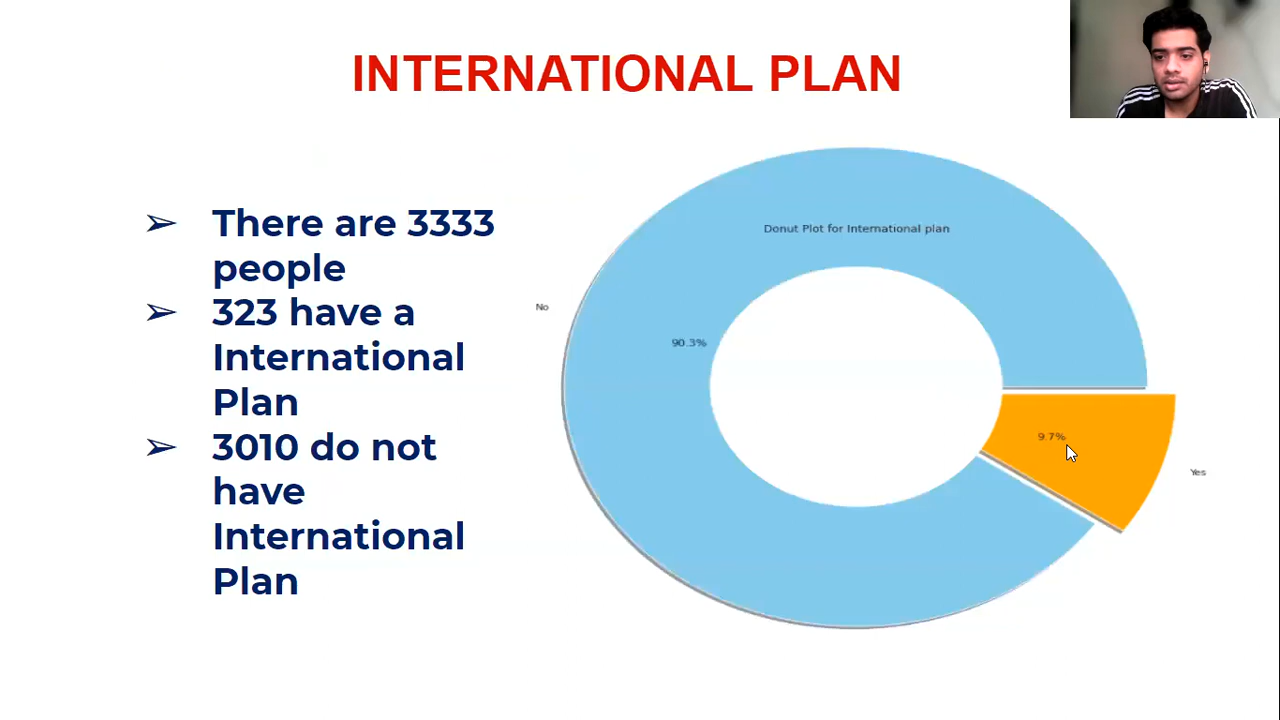 INTERNATIONAL PLAN
➢ There are 3333
people
➢ 323 have a
International
Plan
➢ 3010 do not
have
International
Plan
Donut Plot for International plan
No
90.3%
9.7%
Yes